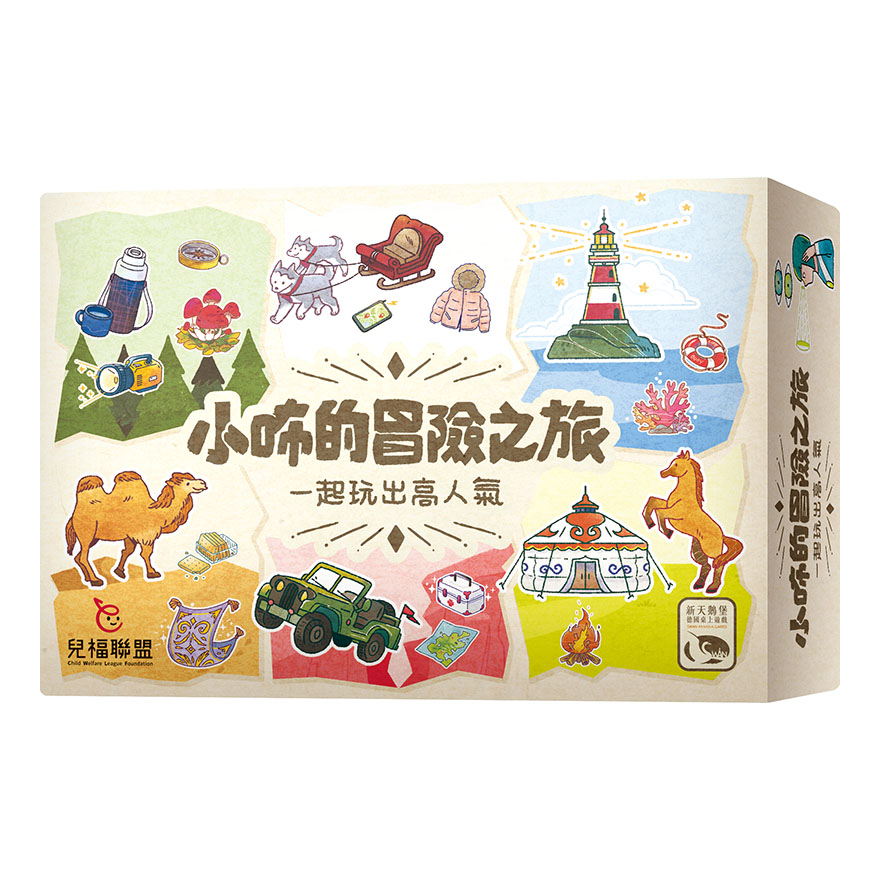 小咘的冒險之旅
一起玩出高人氣
兒福聯盟
Child Welfare League Foundation
新天鵝堡
德國桌上遊戲
SWAN
小咘的冒險之旅
一起玩出高人氣